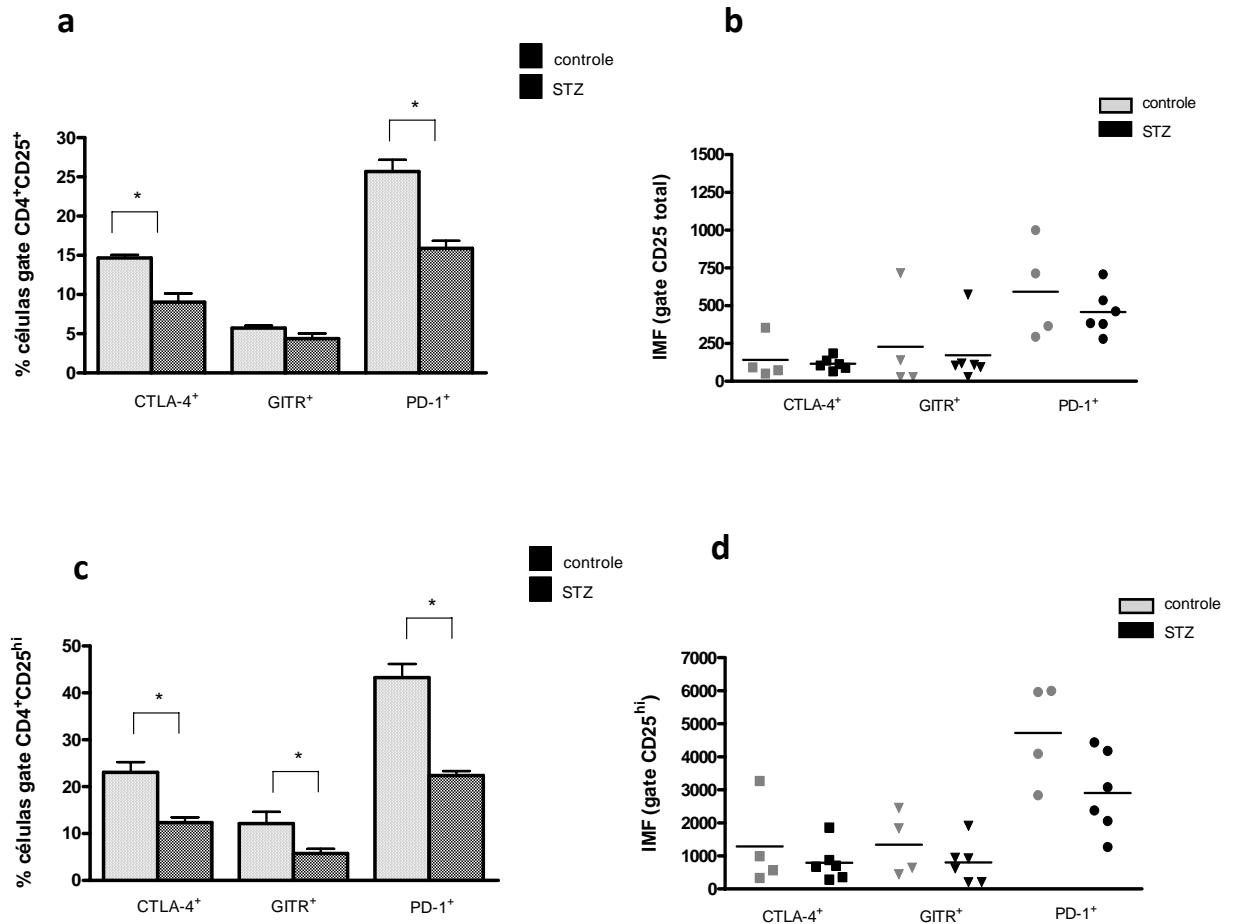 a
controle
STZ
*
*
% células gate CD4⁺CD25⁺
30
25
20
15
10
5
0
CTLA-4⁺
GITR⁺
PD-1⁺
b
controle
STZ
IMF (gate CD25 total)
1500
1250
1000
750
500
250
0
CTLA-4⁺
GITR⁺
PD-1⁺
c
controle
STZ
*
*
*
% células gate CD4⁺CD25ʰⁱ
50
40
30
20
10
0
CTLA-4⁺
GITR⁺
PD-1⁺
d
controle
STZ
IMF (gate CD25ʰⁱ)
7000
6000
5000
4000
3000
2000
1000
0
CTLA-4⁺
GITR⁺
PD-1⁺